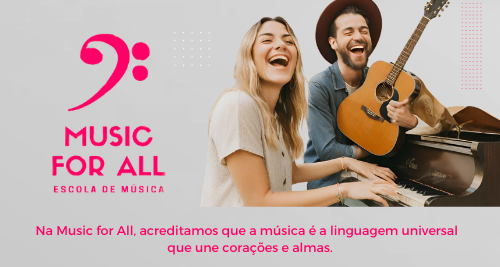 MUSIC
FOR ALL
ESCOLA DE MÚSICA
Na Music for All, acreditamos que a música é a linguagem universal
que une corações e almas.